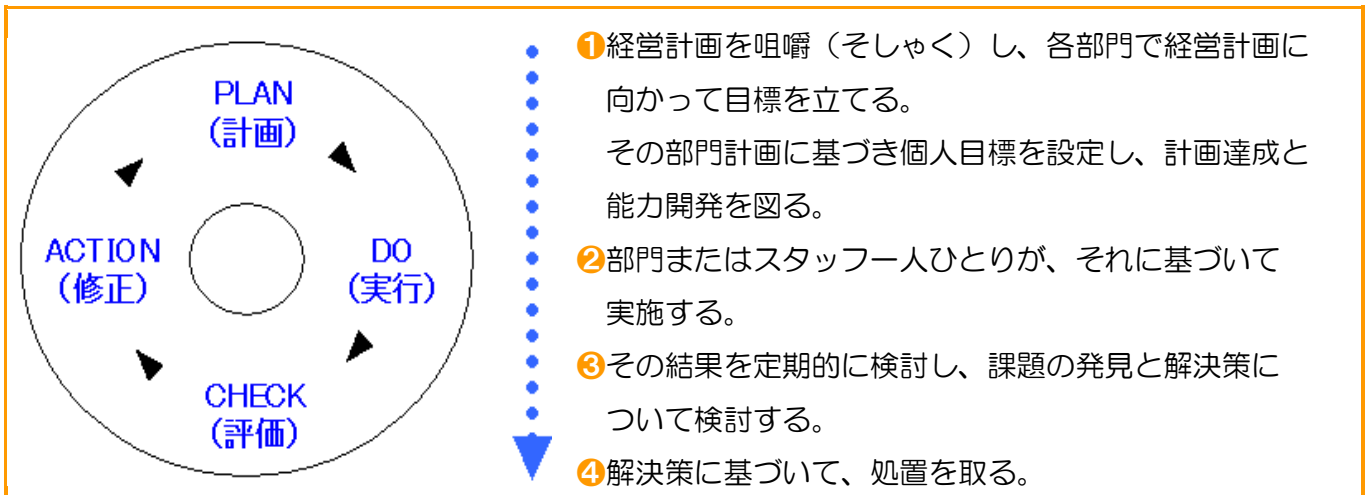 PLAN
(計画)
ACTION
(修正)
DO
(実行)
CHECK
(評価)
❶経営計画を咀嚼（そしゃく）し、各部門で経営計画に
向かって目標を立てる。
その部門計画に基づき個人目標を設定し、計画達成と
能力開発を図る。
❷部門またはスタッフ一人ひとりが、それに基づいて
実施する。
❸その結果を定期的に検討し、課題の発見と解決策に
ついて検討する。
❹解決策に基づいて、処置を取る。